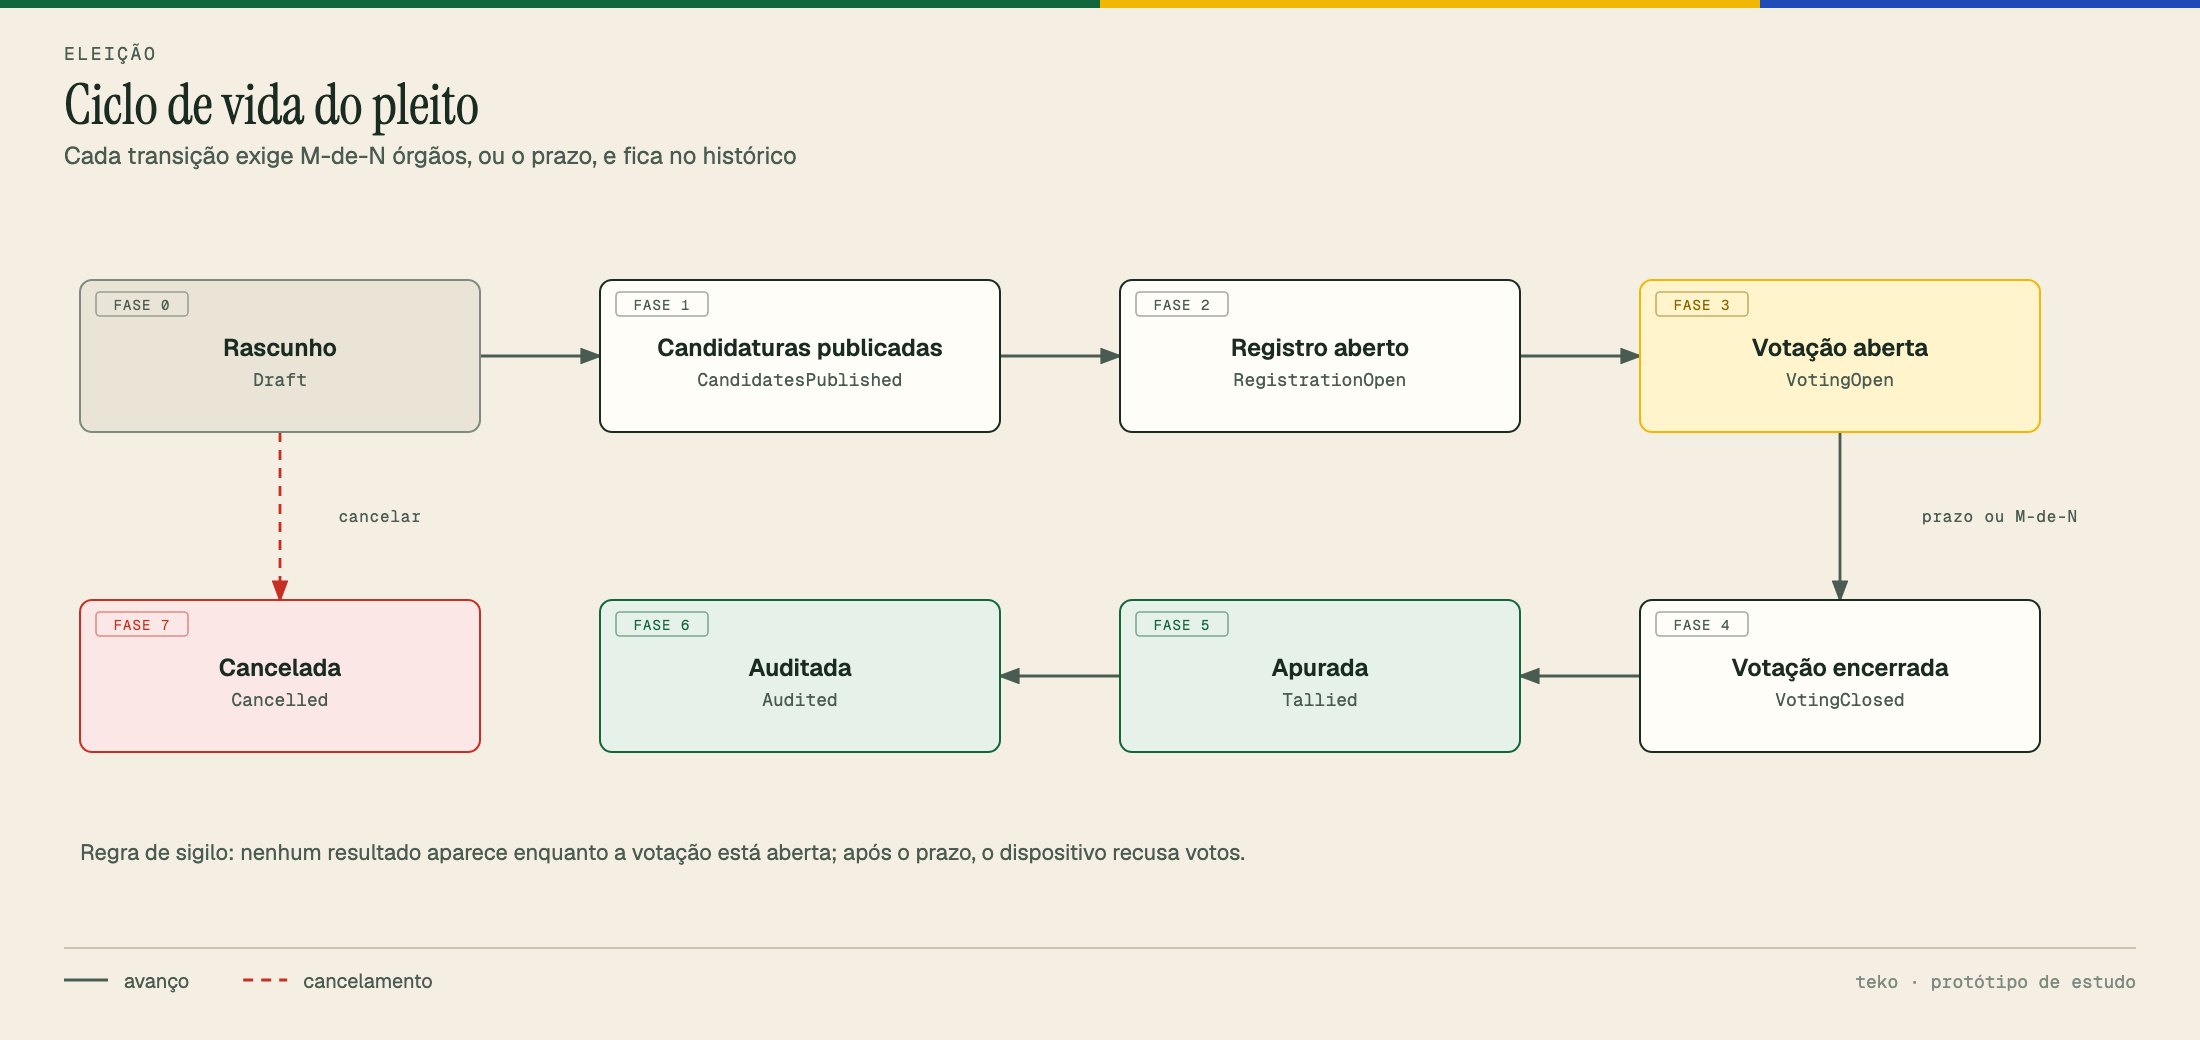 ELEIÇÃO
Ciclo de vida do pleito
Cada transição exige M-de-N órgãos, ou o prazo, e fica no histórico
FASE 0
Rascunho
Draft
FASE 1
Candidaturas publicadas
CandidatesPublished
FASE 2
Registro aberto
RegistrationOpen
FASE 3
Votação aberta
VotingOpen
cancelar
prazo ou M-de-N
FASE 7
Cancelada
Cancelled
FASE 6
Auditada
Audited
FASE 5
Apurada
Tallied
FASE 4
Votação encerrada
VotingClosed
Regra de sigilo: nenhum resultado aparece enquanto a votação está aberta; após o prazo, o dispositivo recusa votos.
avanço
cancelamento
teko · protótipo de estudo